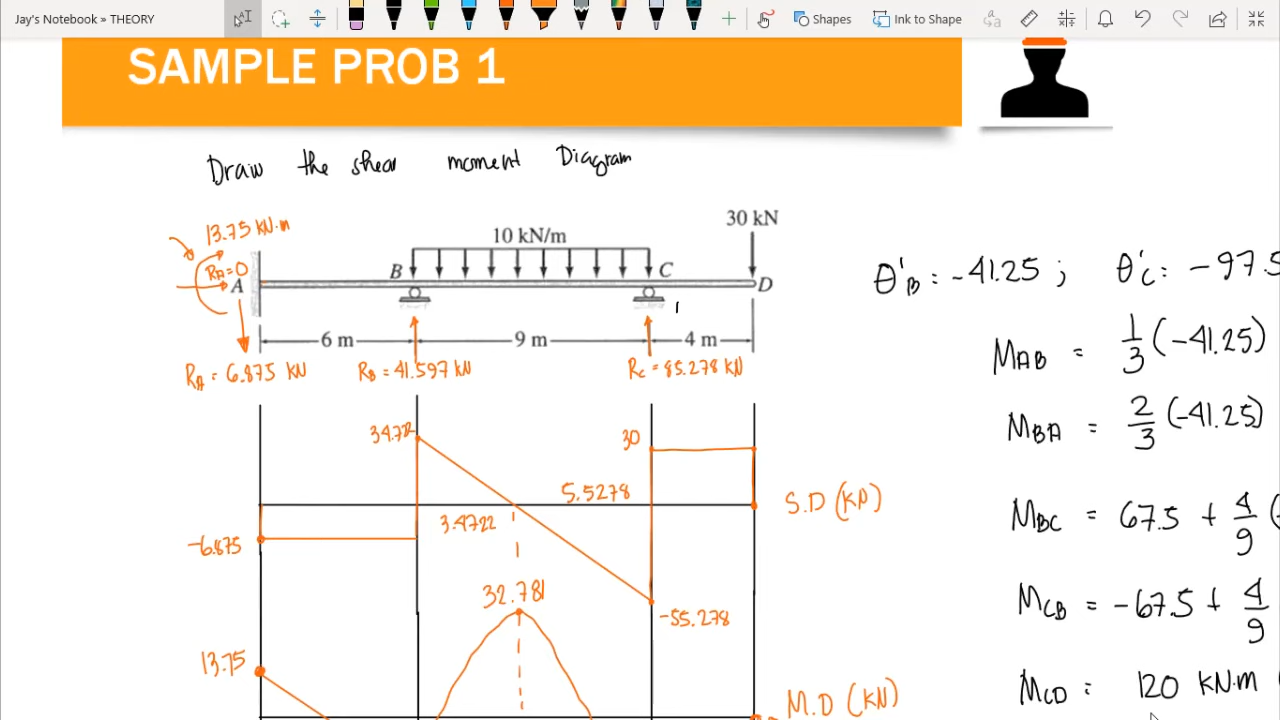 Jay's Notebook » THEORY
Shapes
Ink to Shape
SAMPLE PROB 1
Draw the shear moment Diagram
13.75 kN·m
30 kN
10 kN/m
RA=0
A
B
C
D
6 m
9 m
4 m
RA = 6.875 KN
RB = 41.597 KN
RC = 85.278 KN
θ'B = -41.25 ; θ'C = -97.5
MAB = 1/3 (-41.25)
MBA = 2/3 (-41.25)
MBC = 67.5 + 4/9 (
MCB = -67.5 + 4/9
MCD = 120 KN·m
30
5.5278
3.4722
-6.875
-55.278
S.D (KN)
32.781
13.75
M.D (KN)